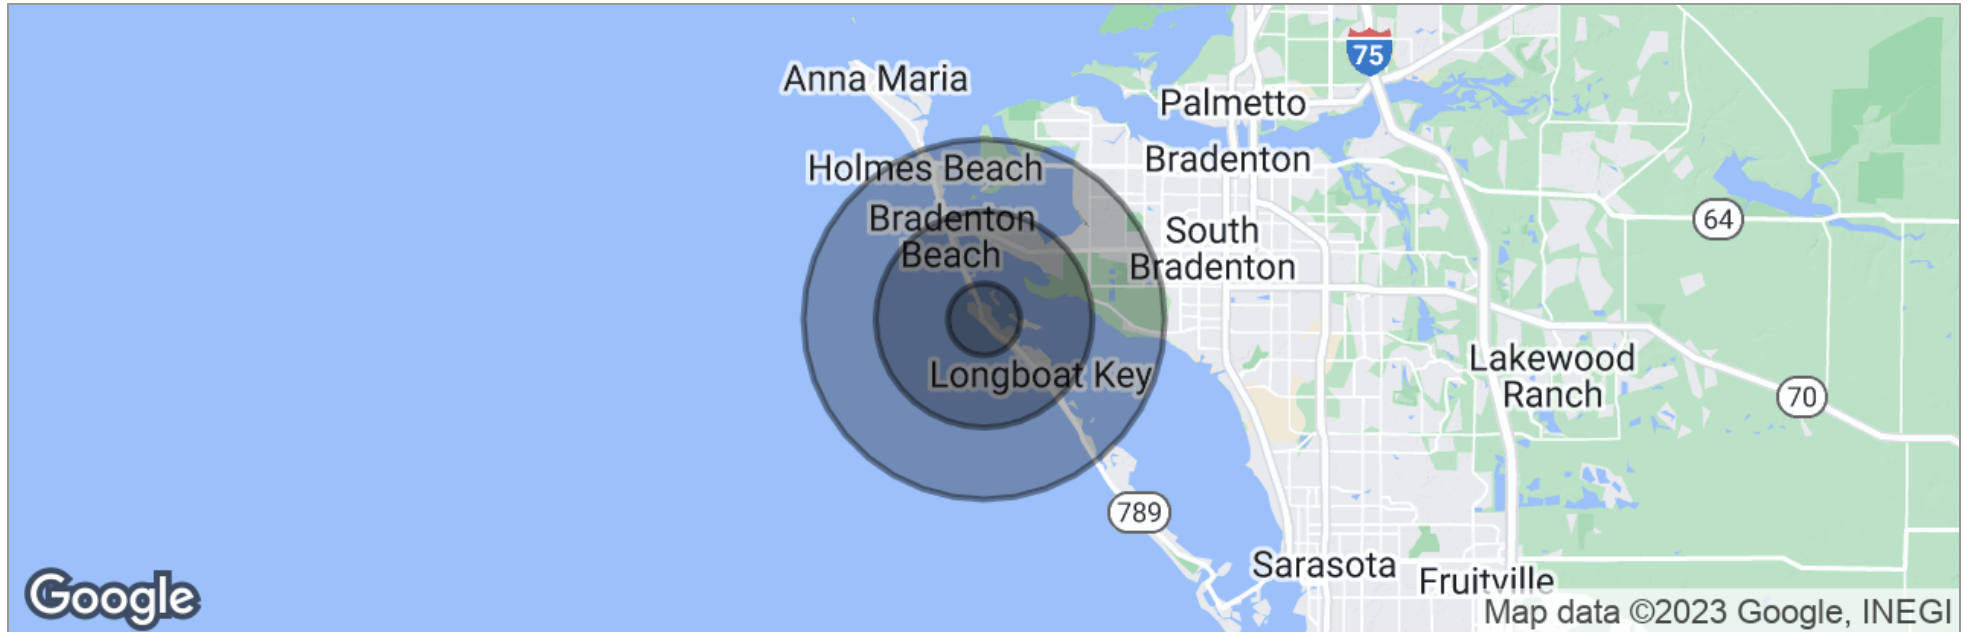 75
Anna Maria
Palmetto
Bradenton
Holmes Beach
Bradenton
Beach
South
Bradenton
64
Lakewood
Ranch
Longboat Key
70
789
Sarasota
Fruitville
Google
Map data ©2023 Google, INEGI